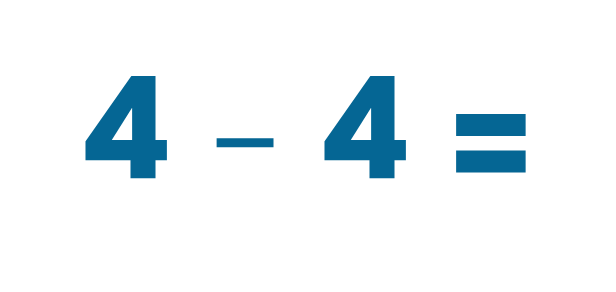 4 – 4 =